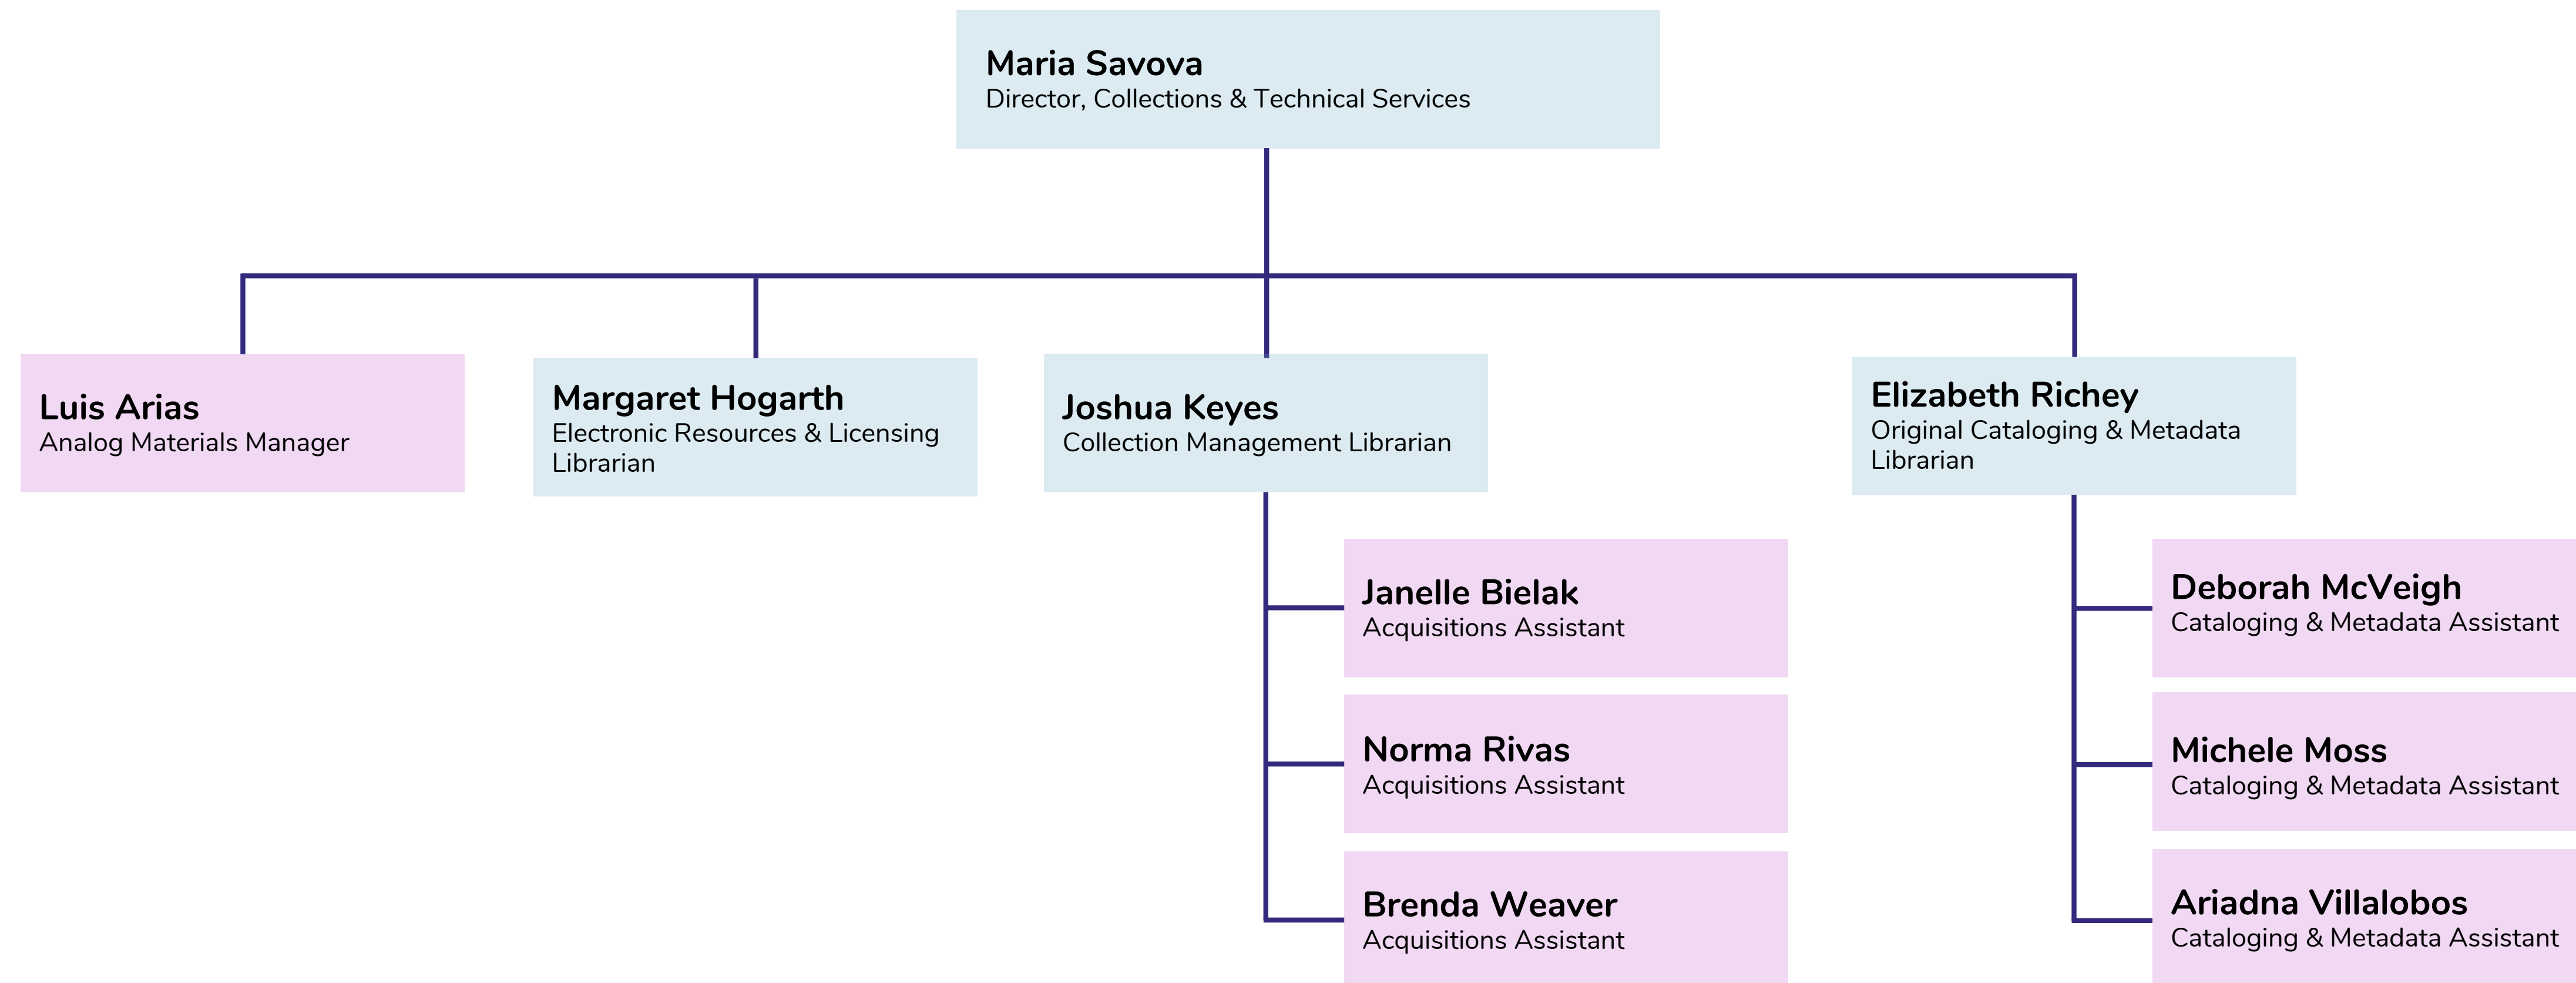 Maria Savova
Director, Collections & Technical Services
Luis Arias
Analog Materials Manager
Margaret Hogarth
Electronic Resources & Licensing
Librarian
Joshua Keyes
Collection Management Librarian
Elizabeth Richey
Original Cataloging & Metadata
Librarian
Janelle Bielak
Acquisitions Assistant
Norma Rivas
Acquisitions Assistant
Brenda Weaver
Acquisitions Assistant
Deborah McVeigh
Cataloging & Metadata Assistant
Michele Moss
Cataloging & Metadata Assistant
Ariadna Villalobos
Cataloging & Metadata Assistant